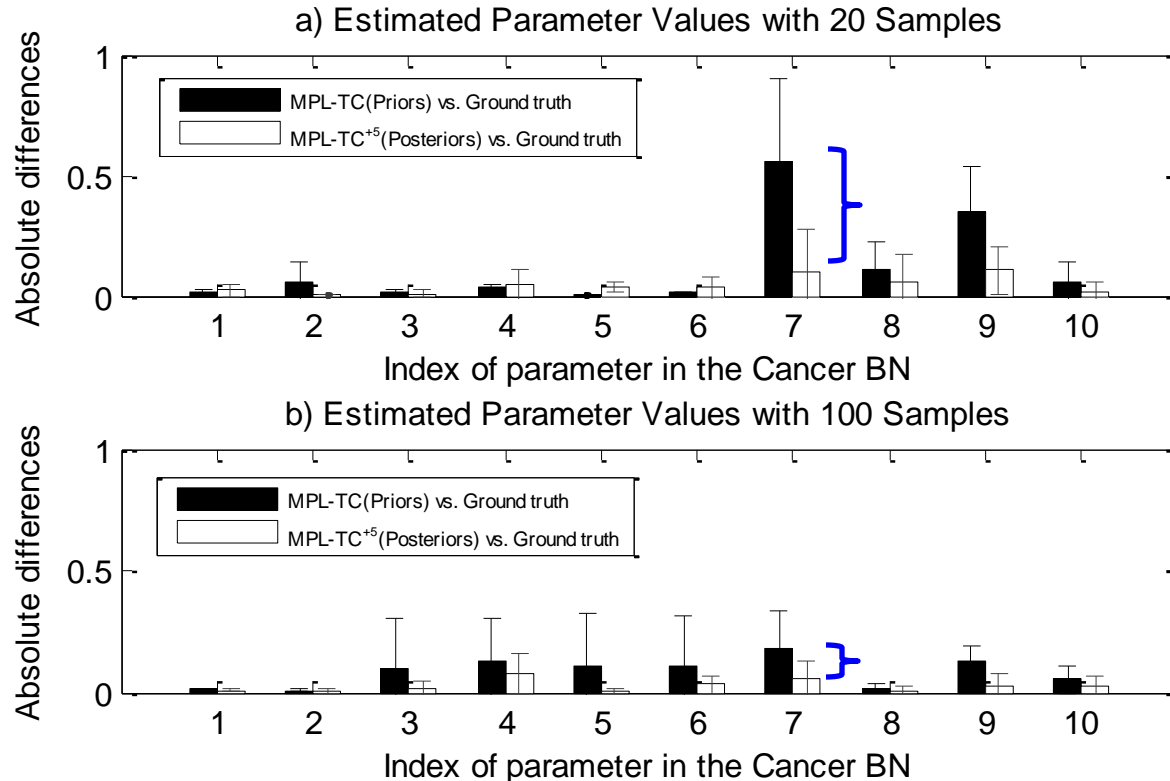 a) Estimated Parameter Values with 20 Samples
Absolute differences
1
0.5
0
MPL-TC(Priors) vs. Ground truth
MPL-TC+5(Posteriors) vs. Ground truth
1 2 3 4 5 6 7 8 9 10
Index of parameter in the Cancer BN
b) Estimated Parameter Values with 100 Samples
Absolute differences
1
0.5
0
MPL-TC(Priors) vs. Ground truth
MPL-TC+5(Posteriors) vs. Ground truth
1 2 3 4 5 6 7 8 9 10
Index of parameter in the Cancer BN